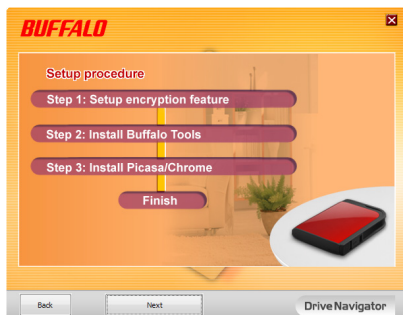 BUFFALO
Setup procedure
Step 1: Setup encryption feature
Step 2: Install Buffalo Tools
Step 3: Install Picasa/Chrome
Finish
Back
Next
DriveNavigator